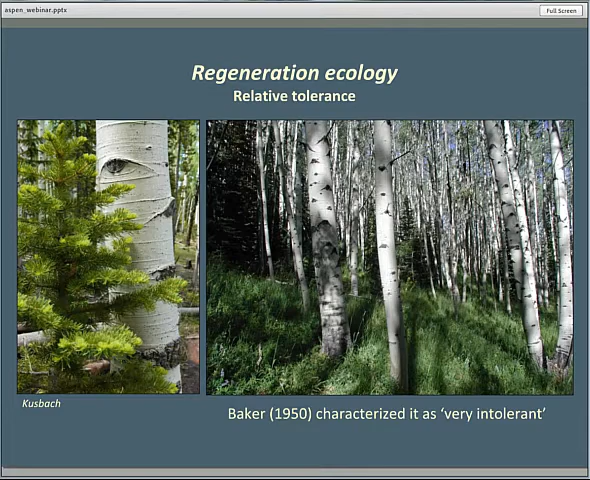 aspen_webinar.pptx
Full Screen
Regeneration ecology
Relative tolerance
Kusbach
Baker (1950) characterized it as ‘very intolerant’